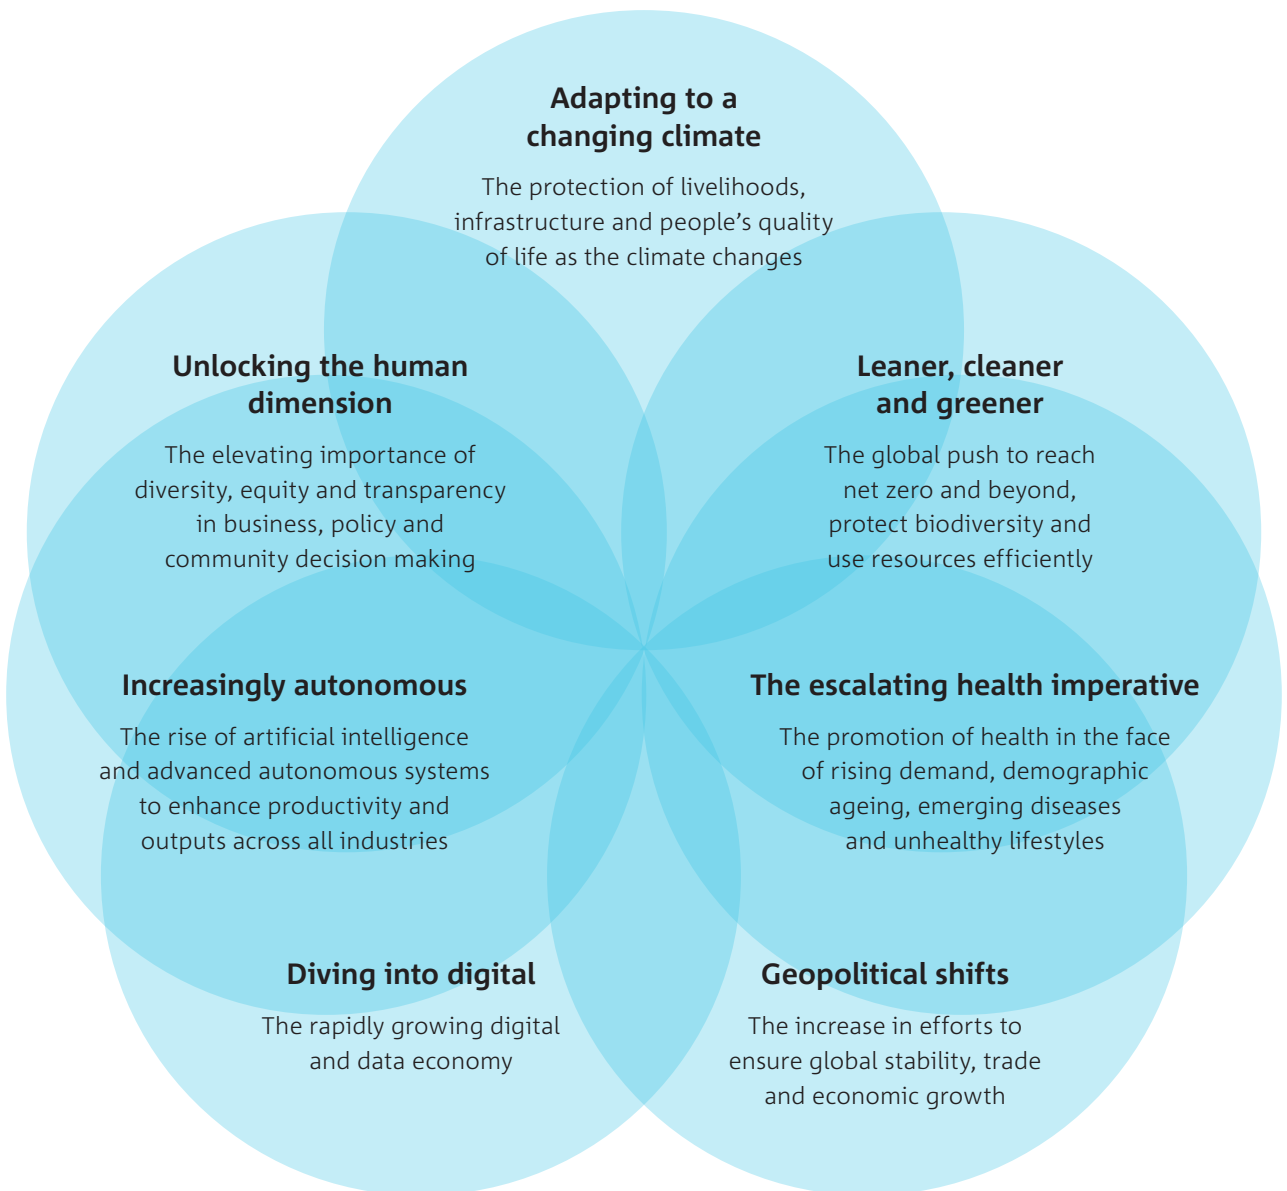 Adapting to a
changing climate
The protection of livelihoods,
infrastructure and people’s quality
of life as the climate changes
Unlocking the human
dimension
The elevating importance of
diversity, equity and transparency
in business, policy and
community decision making
Leaner, cleaner
and greener
The global push to reach
net zero and beyond,
protect biodiversity and
use resources efficiently
Increasingly autonomous
The rise of artificial intelligence
and advanced autonomous systems
to enhance productivity and
outputs across all industries
The escalating health imperative
The promotion of health in the face
of rising demand, demographic
ageing, emerging diseases
and unhealthy lifestyles
Diving into digital
The rapidly growing digital
and data economy
Geopolitical shifts
The increase in efforts to
ensure global stability, trade
and economic growth